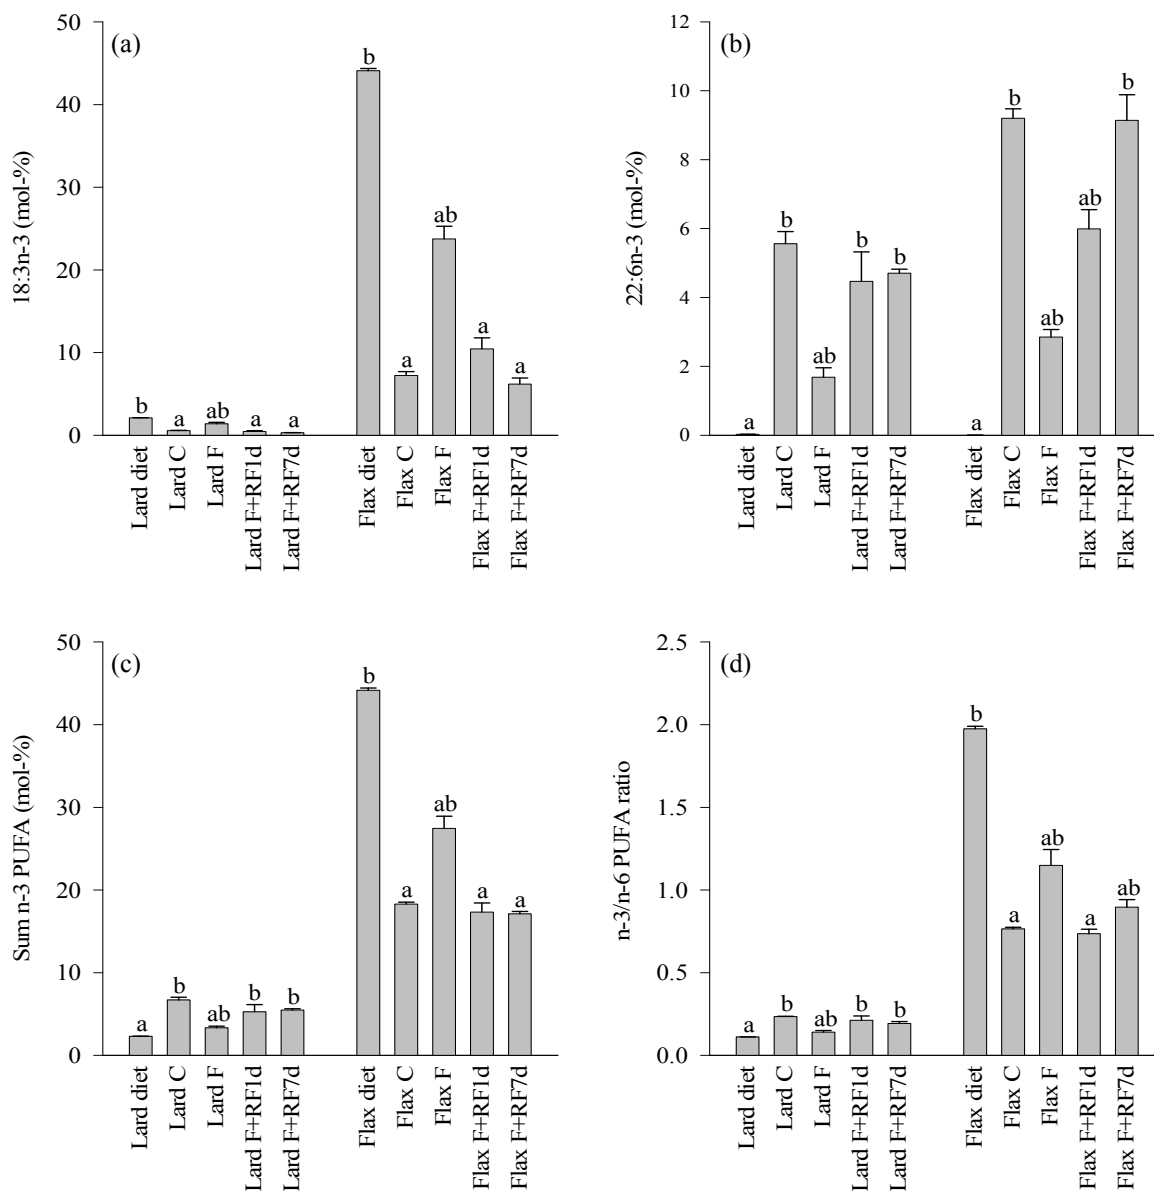 (a)
18:3n-3 (mol-%)
50
40
30
20
10
0
b
a
ab
a
a
b
a
ab
a
a
Lard diet
Lard C
Lard F
Lard F+RF1d
Lard F+RF7d
Flax diet
Flax C
Flax F
Flax F+RF1d
Flax F+RF7d
(b)
22:6n-3 (mol-%)
12
10
8
6
4
2
0
a
b
ab
b
b
a
b
ab
ab
b
Lard diet
Lard C
Lard F
Lard F+RF1d
Lard F+RF7d
Flax diet
Flax C
Flax F
Flax F+RF1d
Flax F+RF7d
(c)
Sum n-3 PUFA (mol-%)
50
40
30
20
10
0
a
b
ab
b
b
b
a
ab
a
a
Lard diet
Lard C
Lard F
Lard F+RF1d
Lard F+RF7d
Flax diet
Flax C
Flax F
Flax F+RF1d
Flax F+RF7d
(d)
n-3/n-6 PUFA ratio
2.5
2.0
1.5
1.0
0.5
0.0
a
b
ab
b
b
b
a
ab
a
ab
Lard diet
Lard C
Lard F
Lard F+RF1d
Lard F+RF7d
Flax diet
Flax C
Flax F
Flax F+RF1d
Flax F+RF7d